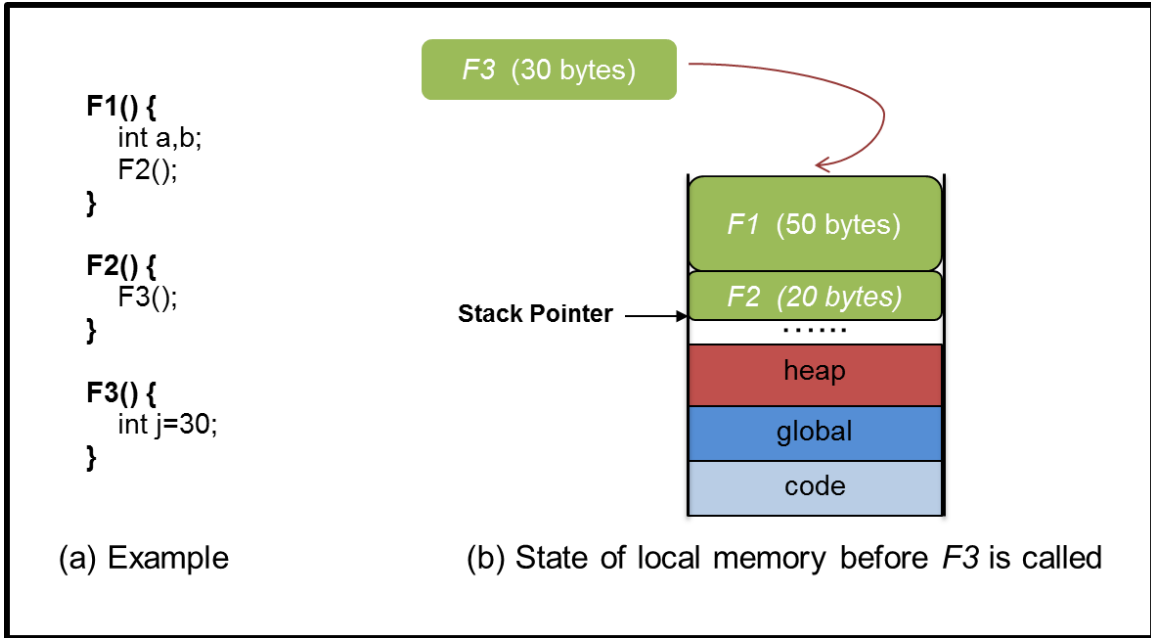 F1() {
int a,b;
F2();
}
F2() {
F3();
}
F3() {
int j=30;
}
F3 (30 bytes)
F1 (50 bytes)
F2 (20 bytes)
Stack Pointer
......
heap
global
code
(a) Example
(b) State of local memory before F3 is called